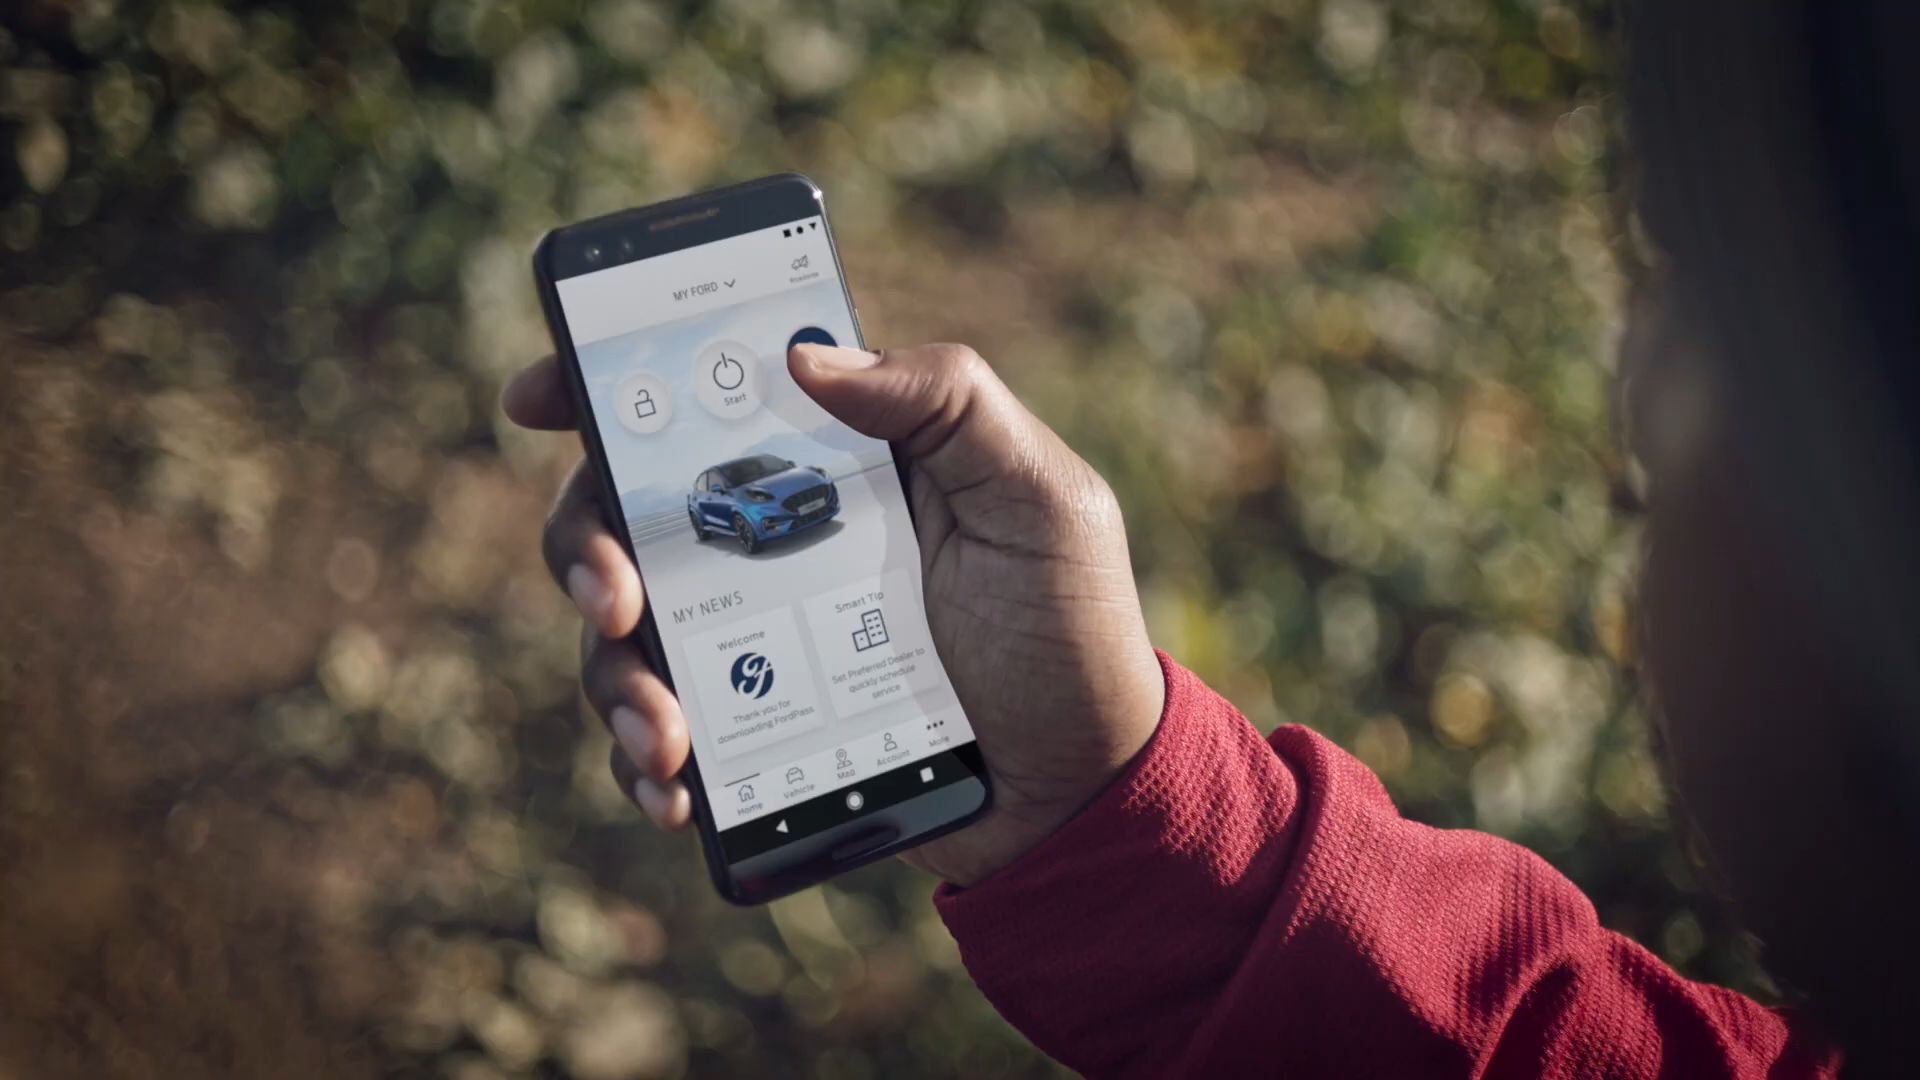 Roadside
MY FORD
Start
MY NEWS
Welcome
Thank you for
downloading FordPass
Smart Tip
Set Preferred Dealer to
quickly schedule
service
Home
Vehicle
Map
Account
More